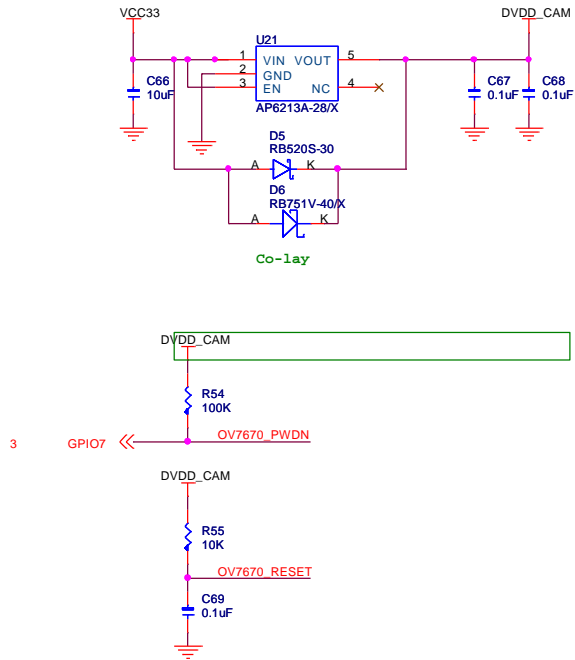 VCC33
DVDD_CAM
U21
1 VIN VOUT 5
2 GND
3 EN NC 4
AP6213A-28/X
C66
10uF
C67
0.1uF
C68
0.1uF
D5
RB520S-30
A K
D6
RB751V-40/X
A K
Co-lay
DVDD_CAM
R54
100K
3 GPIO7
OV7670_PWDN
DVDD_CAM
R55
10K
OV7670_RESET
C69
0.1uF